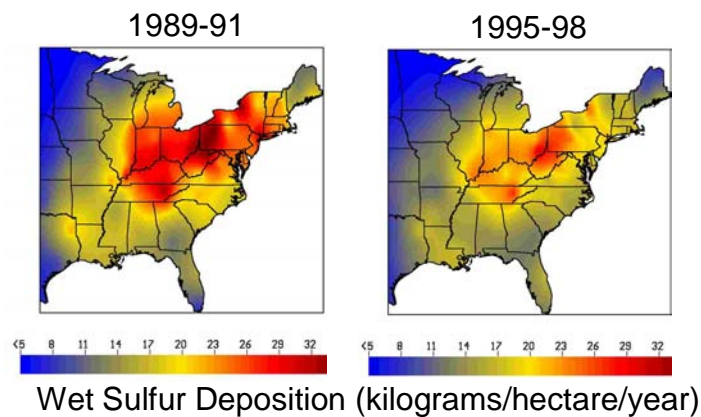 1989-91 1995-98
<5 8 11 14 17 20 23 26 29 32 <5 8 11 14 17 20 23 26 29 32
Wet Sulfur Deposition (kilograms/hectare/year)